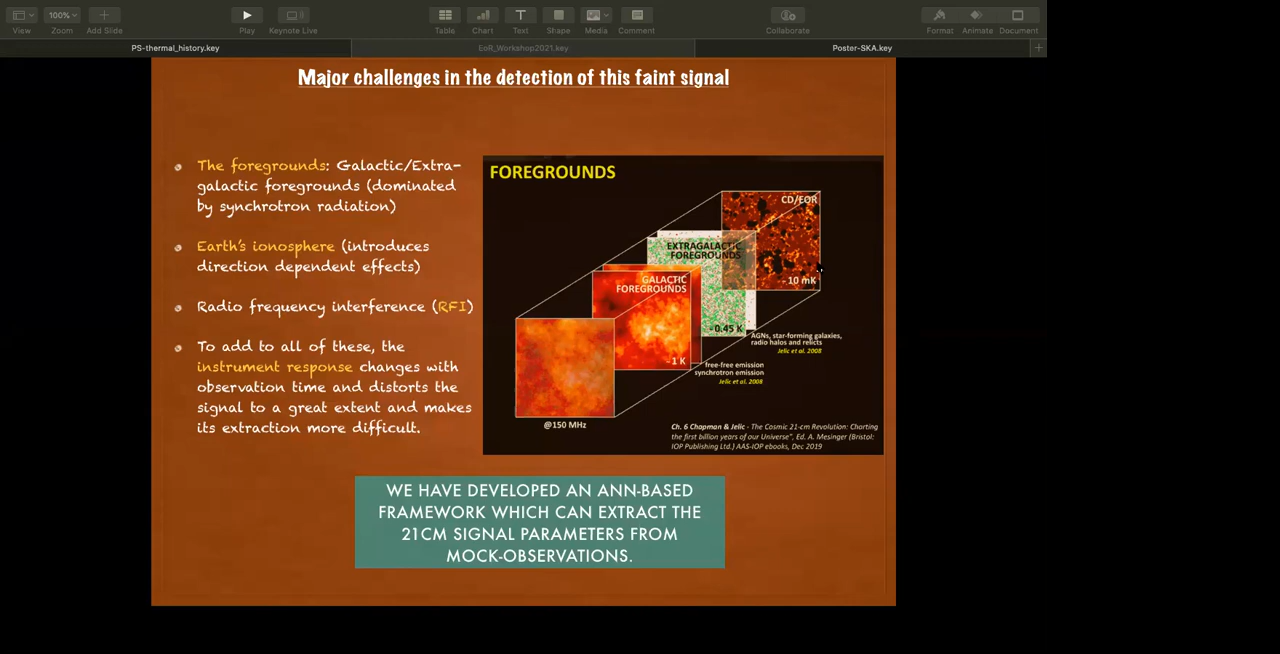 View
100%
Zoom
Add Slide
Play
Keynote Live
Table
Chart
Text
Shape
Media
Comment
Collaborate
Format
Animate
Document
PS-thermal_history.key
EoR_Workshop2021.key
Poster-SKA.key
Major challenges in the detection of this faint signal
The foregrounds: Galactic/Extra-
galactic foregrounds (dominated
by synchrotron radiation)
Earth's ionosphere (introduces
direction dependent effects)
Radio frequency interference (RFI)
To add to all of these, the
instrument response changes with
observation time and distorts the
signal to a great extent and makes
its extraction more difficult.
FOREGROUNDS
CD/EOR
10 mK
EXTRAGALACTIC
FOREGROUNDS
~0.45 K
AGNs, star-forming galaxies,
radio halos and relicts
Jelic et al. 2008
GALACTIC
FOREGROUNDS
~1 K
free-free emission
synchrotron emission
Jelic et al. 2008
@150 MHz
Ch. 6 Chapman & Jelic - The Cosmic 21-cm Revolution: Charting
the first billion years of our Universe", Ed. A. Mesinger (Bristol:
IOP Publishing Ltd.) AAS-IOP ebooks, Dec 2019
WE HAVE DEVELOPED AN ANN-BASED
FRAMEWORK WHICH CAN EXTRACT THE
21CM SIGNAL PARAMETERS FROM
MOCK-OBSERVATIONS.